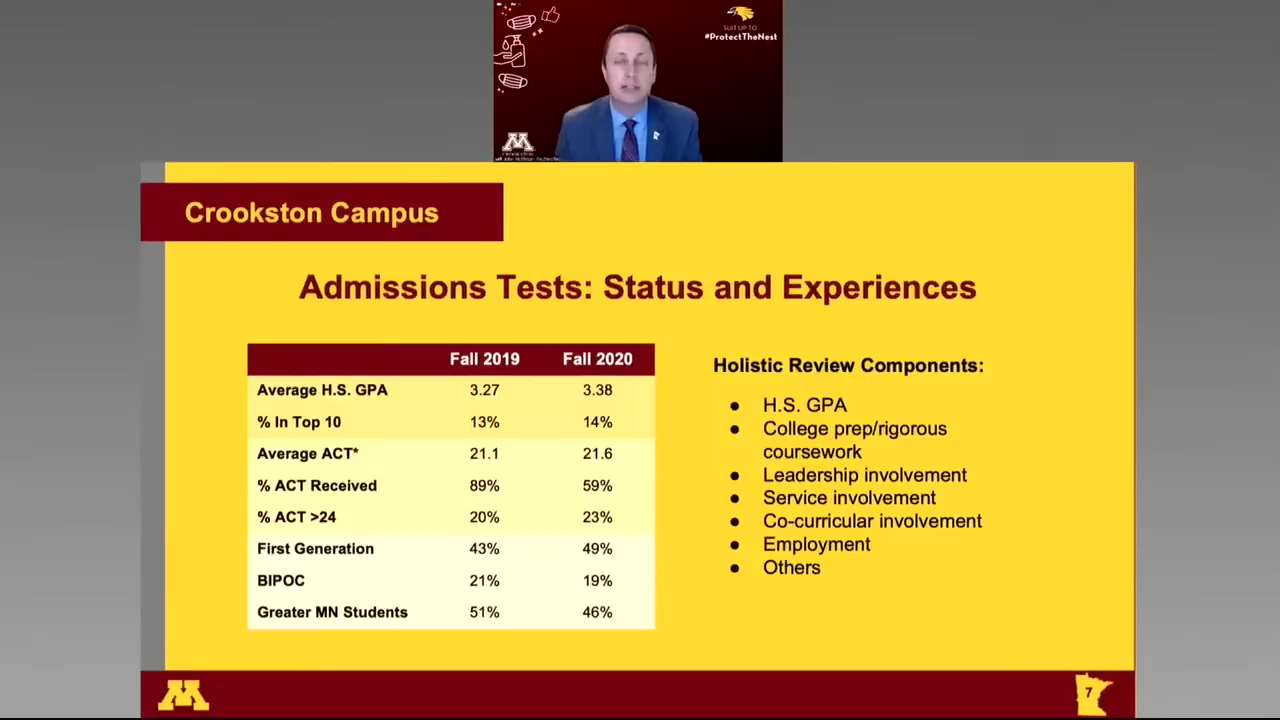 SUIT UP TO
#ProtectTheNest
M
Crookston Campus
Admissions Tests: Status and Experiences
Fall 2019 Fall 2020
Average H.S. GPA 3.27 3.38
% In Top 10 13% 14%
Average ACT* 21.1 21.6
% ACT Received 89% 59%
% ACT >24 20% 23%
First Generation 43% 49%
BIPOC 21% 19%
Greater MN Students 51% 46%
Holistic Review Components:
● H.S. GPA
● College prep/rigorous
coursework
● Leadership involvement
● Service involvement
● Co-curricular involvement
● Employment
● Others
M
7